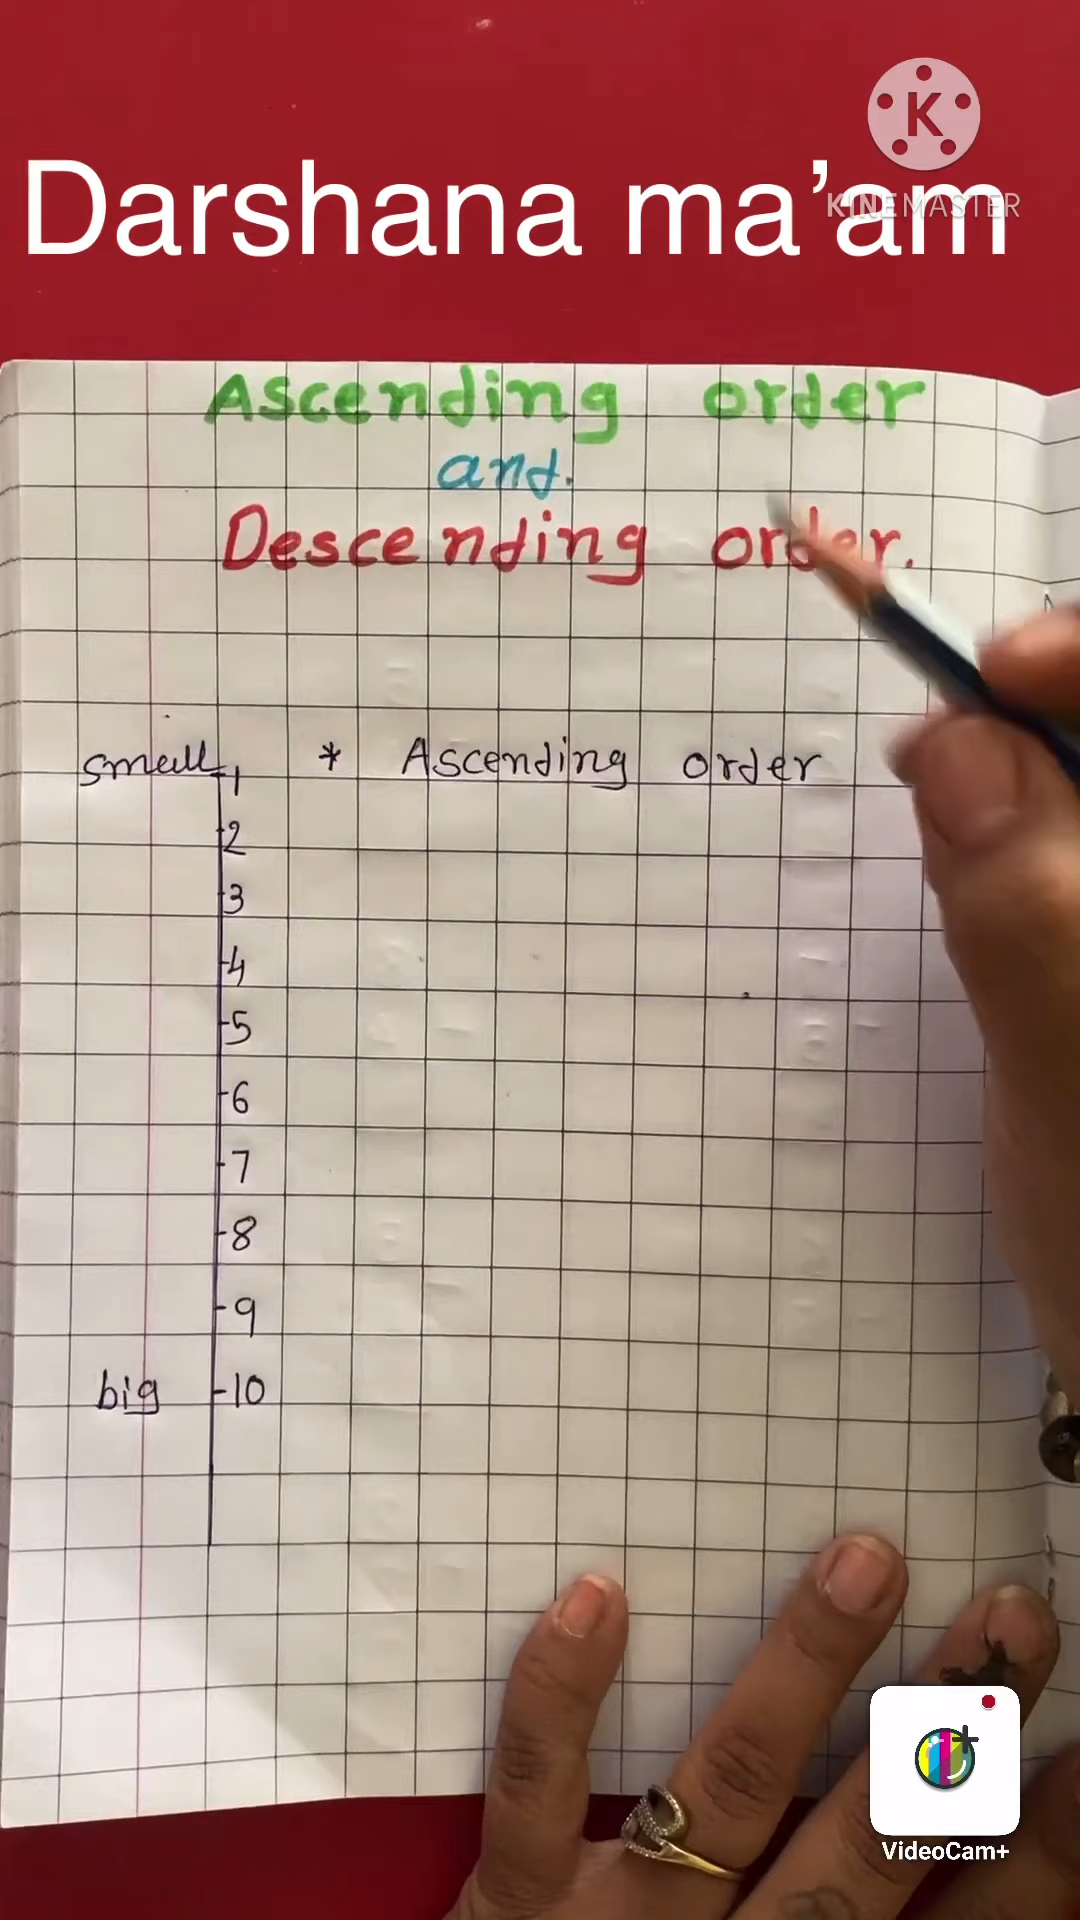 K
KINEMASTER
Darshana ma’am
Ascending order
and.
Descending order.
small 1 * Ascending order
2
3
4
5
6
7
8
9
big 10
VideoCam+